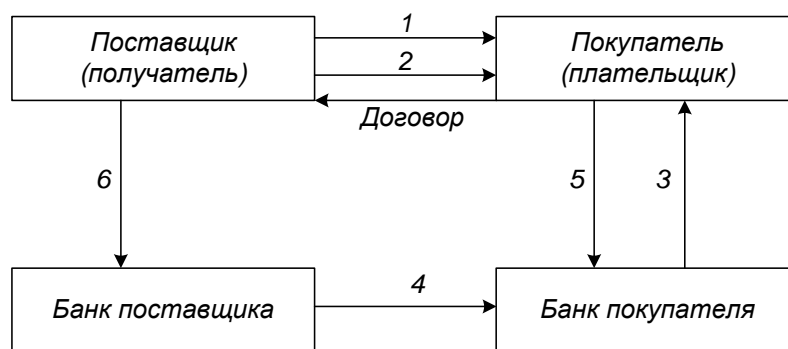 Поставщик
(получатель)
1
2
Договор
Покупатель
(плательщик)
6
5
3
Банк поставщика
4
Банк покупателя